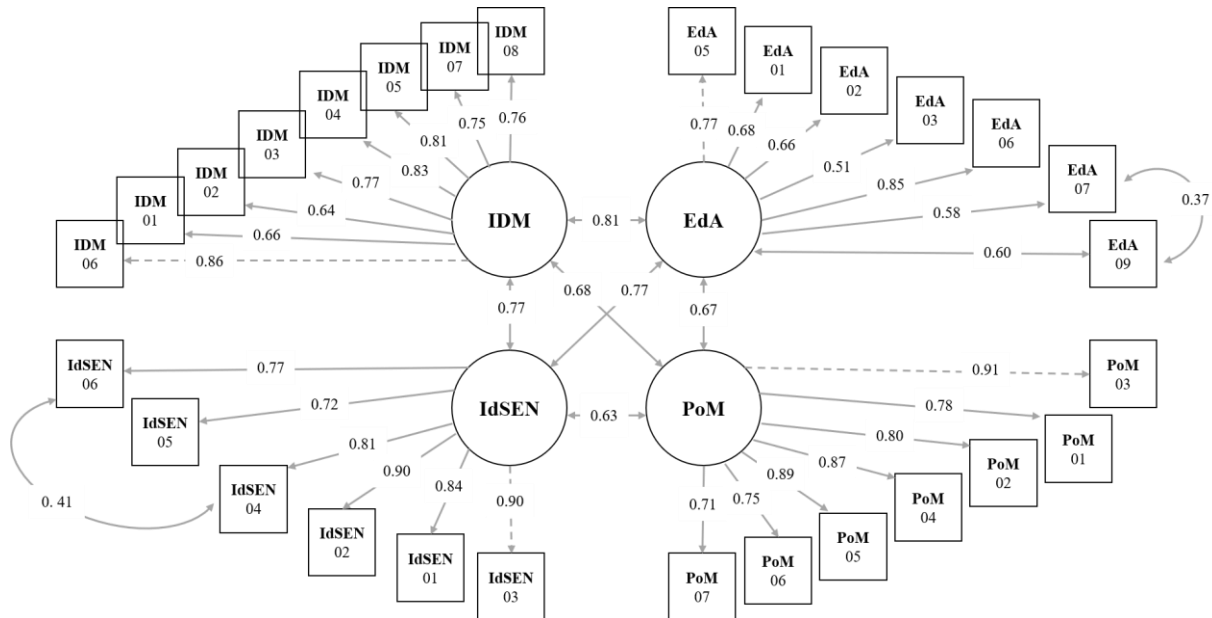 IDM
08
IDM
07
IDM
05
IDM
04
IDM
03
IDM
02
IDM
01
IDM
06
0.76
0.75
0.81
0.83
0.77
0.64
0.66
0.86
IDM
EdA
05
EdA
01
EdA
02
EdA
03
EdA
06
EdA
07
EdA
09
0.77
0.68
0.66
0.51
0.85
0.58
0.60
0.37
EdA
0.81
0.77
0.68
0.77
0.67
0.63
IdSEN
06
IdSEN
05
IdSEN
04
IdSEN
02
IdSEN
01
IdSEN
03
0.77
0.72
0.81
0.90
0.84
0.90
0. 41
IdSEN
PoM
0.91
0.78
0.80
0.87
0.89
0.75
0.71
PoM
03
PoM
01
PoM
02
PoM
04
PoM
05
PoM
06
PoM
07